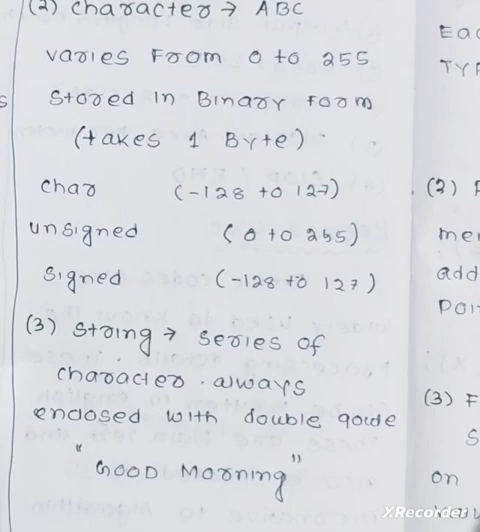 (2) character → ABC
varies From 0 to 255
stored in Binary form
(takes 1 Byte)
char (-128 to 127)
unsigned (0 to 255)
signed (-128 to 127)
(3) String → series of
character. always
enclosed with double qoute
"GOOD Morning"
Eac
TYP
(2) F
me
add
Poi
(3) F
S
on
XRecorder